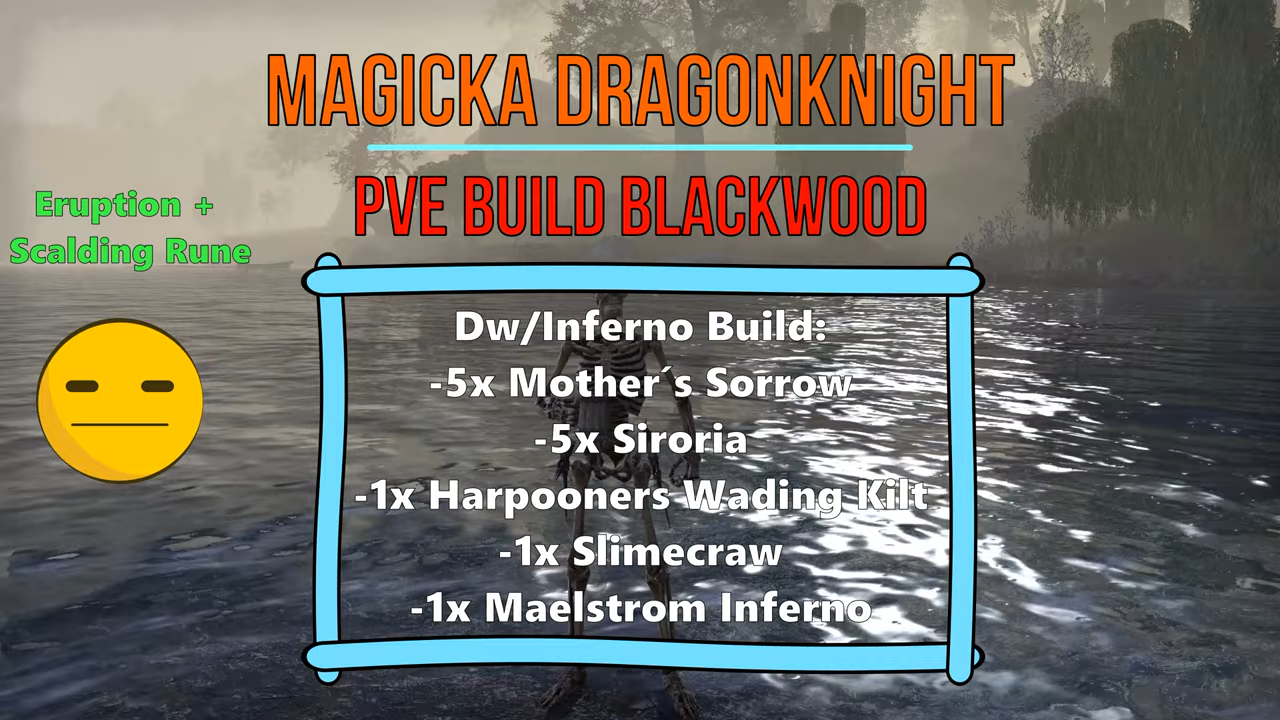 MAGICKA DRAGONKNIGHT
PVE BUILD BLACKWOOD
Eruption +
Scalding Rune
Dw/Inferno Build:
-5x Mother´s Sorrow
-5x Siroria
-1x Harpooners Wading Kilt
-1x Slimecraw
-1x Maelstrom Inferno